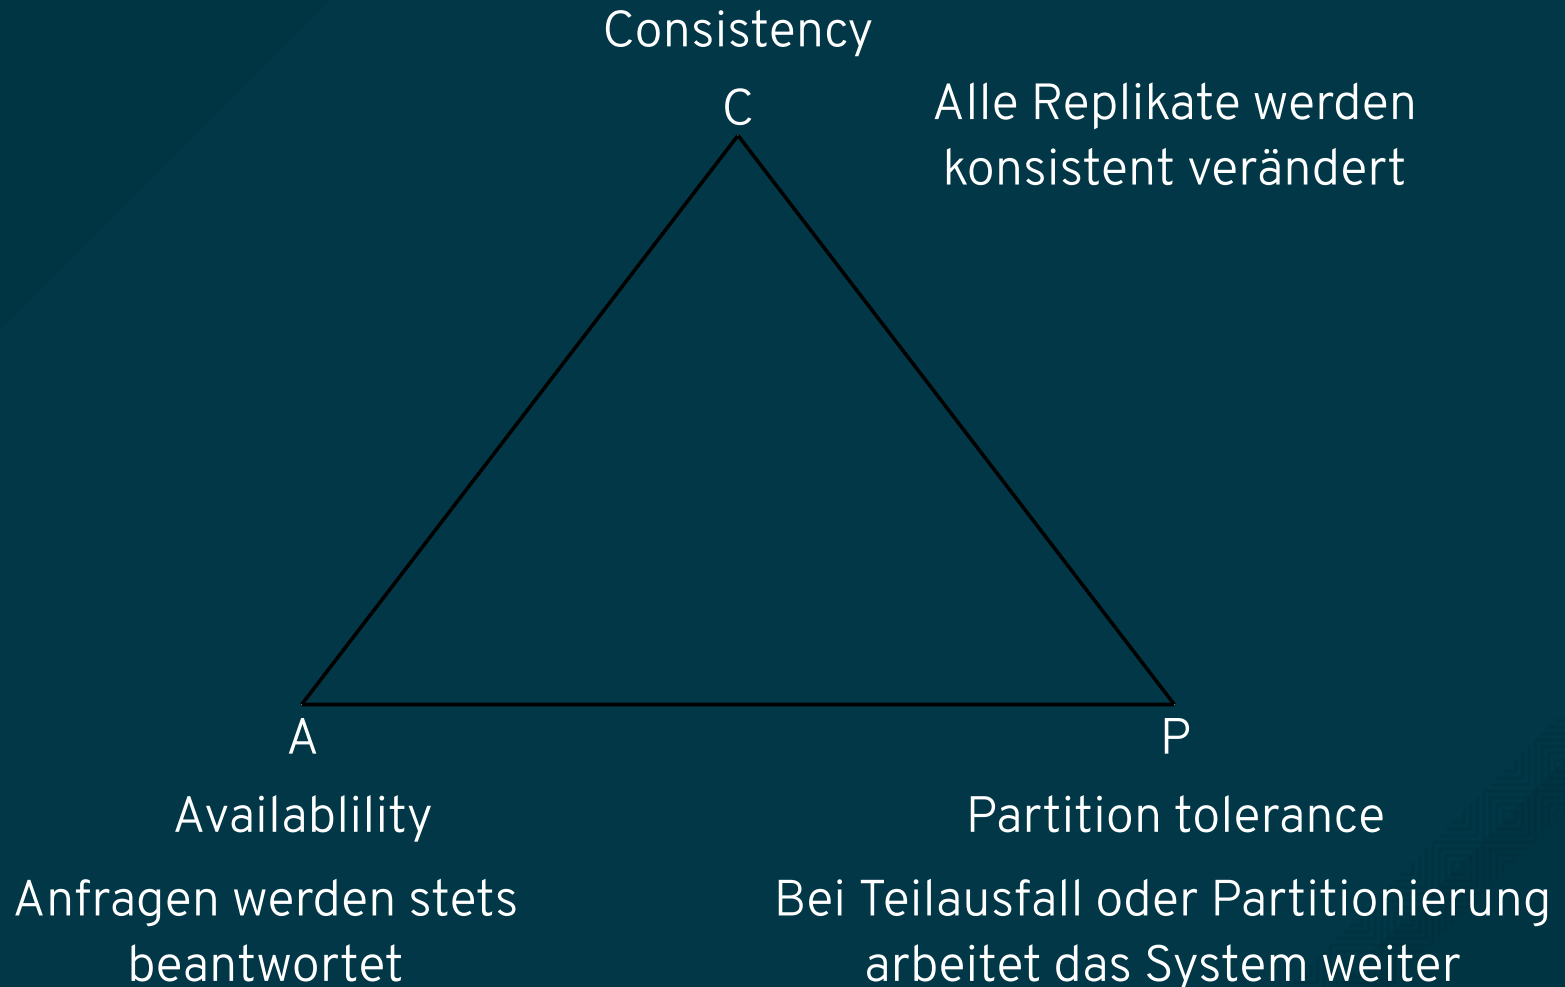 Consistency
C
Alle Replikate werden
konsistent verändert
A
Availablility
Anfragen werden stets
beantwortet
P
Partition tolerance
Bei Teilausfall oder Partitionierung
arbeitet das System weiter